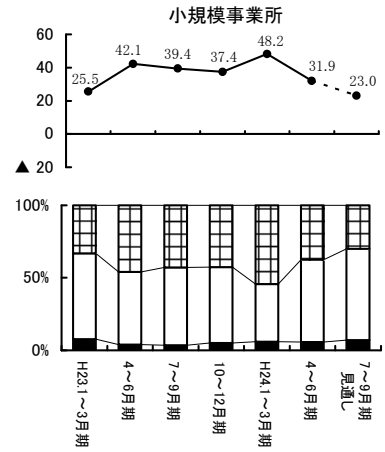 小規模事業所
60
40
20
0
▲ 20
25.5
42.1
39.4
37.4
48.2
31.9
23.0
100%
50%
0%
H23.1～3月期
4～6月期
7～9月期
10～12月期
H24.1～3月期
4～6月期
7～9月期
見通し